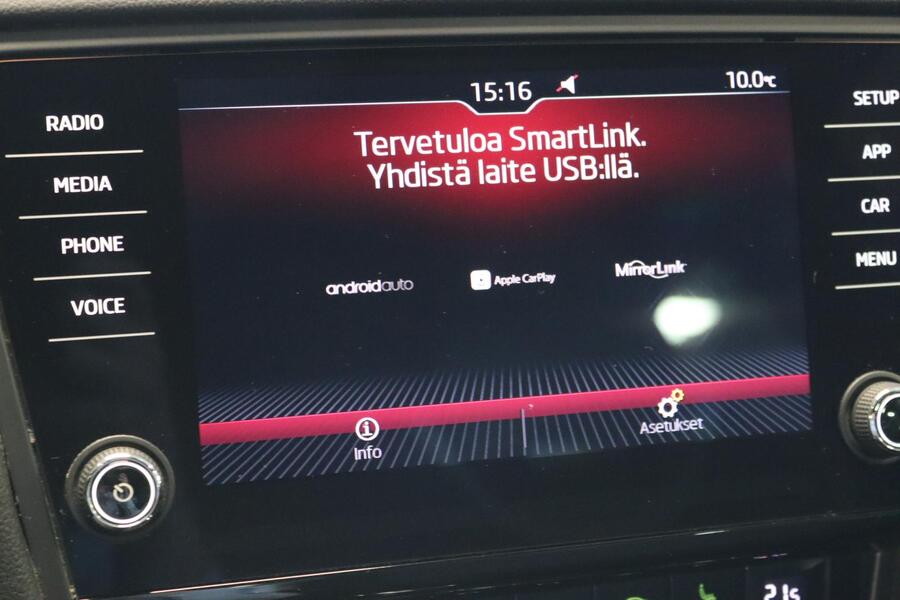 15:16
10.0°C
RADIO
MEDIA
PHONE
VOICE
Tervetuloa SmartLink.
Yhdistä laite USB:llä.
androidauto
Apple CarPlay
MirrorLink
Info
Asetukset
SETUP
APP
CAR
MENU